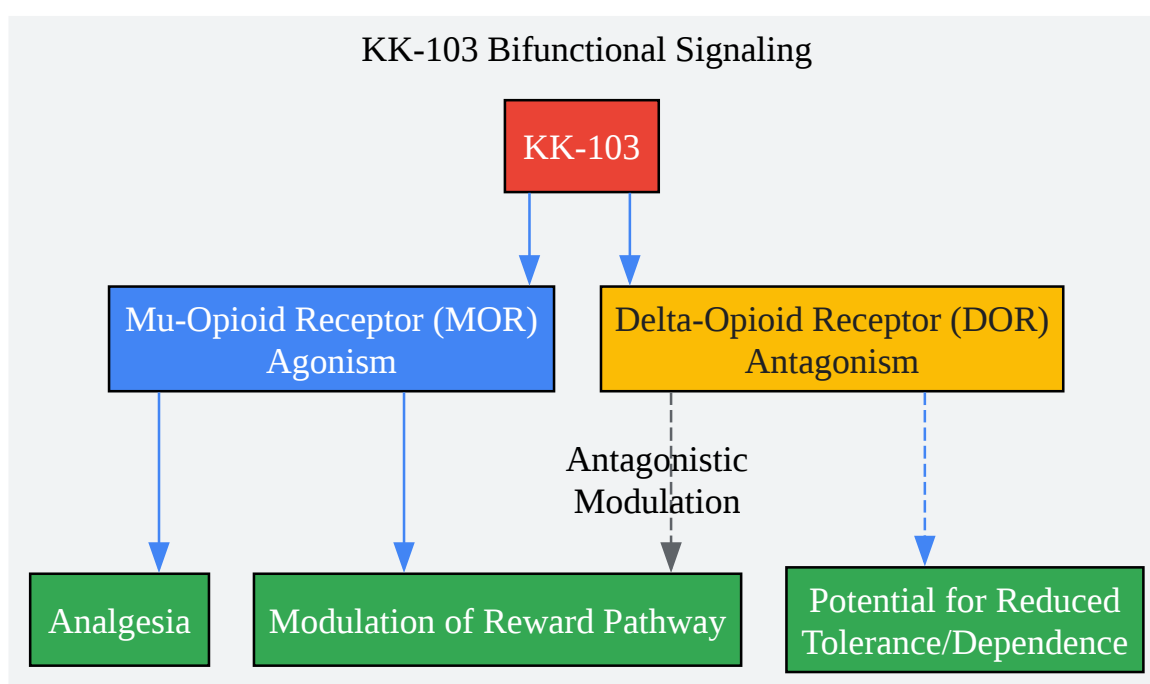 KK-103 Bifunctional Signaling
KK-103
Mu-Opioid Receptor (MOR)
Agonism
Delta-Opioid Receptor (DOR)
Antagonism
Antagonistic
Modulation
Analgesia
Modulation of Reward Pathway
Potential for Reduced
Tolerance/Dependence